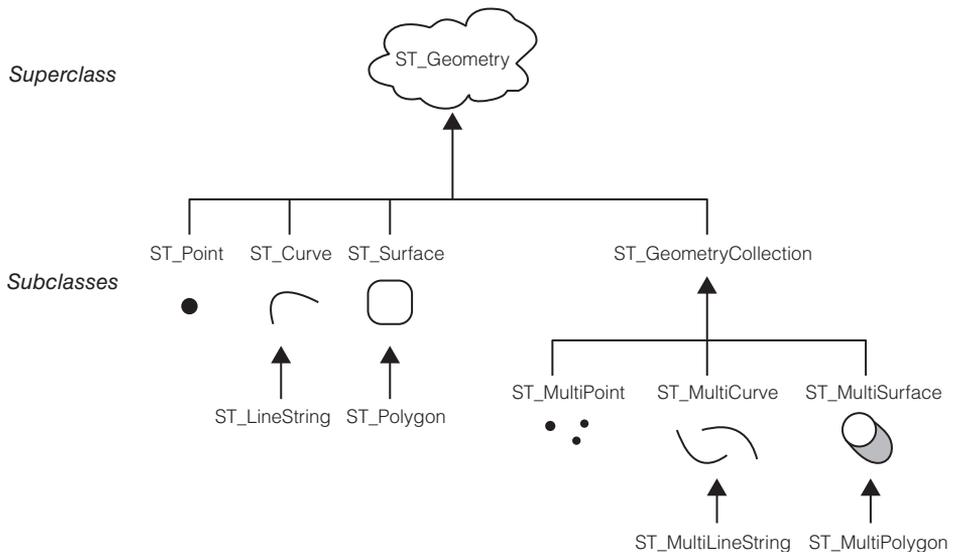 ST_Geometry
Superclass
ST_Point ST_Curve ST_Surface ST_GeometryCollection
Subclasses
ST_MultiPoint ST_MultiCurve ST_MultiSurface
ST_LineString ST_Polygon
ST_MultiLineString ST_MultiPolygon